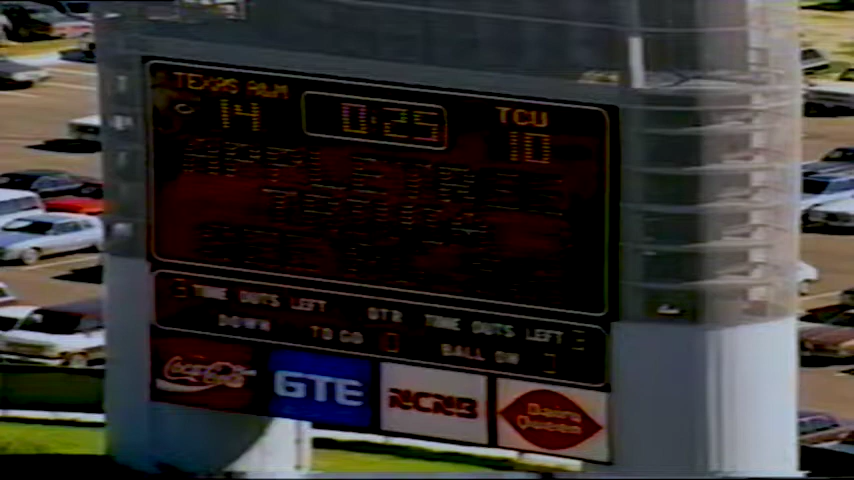 TEXAS A&M
14
0:25
TCU
10
APPLETREE
TIME OUTS LEFT
QTR
TIME OUTS LEFT
DOWN
TO GO
BALL ON
Coca-Cola
GTE
NCNB
Dairy Queen